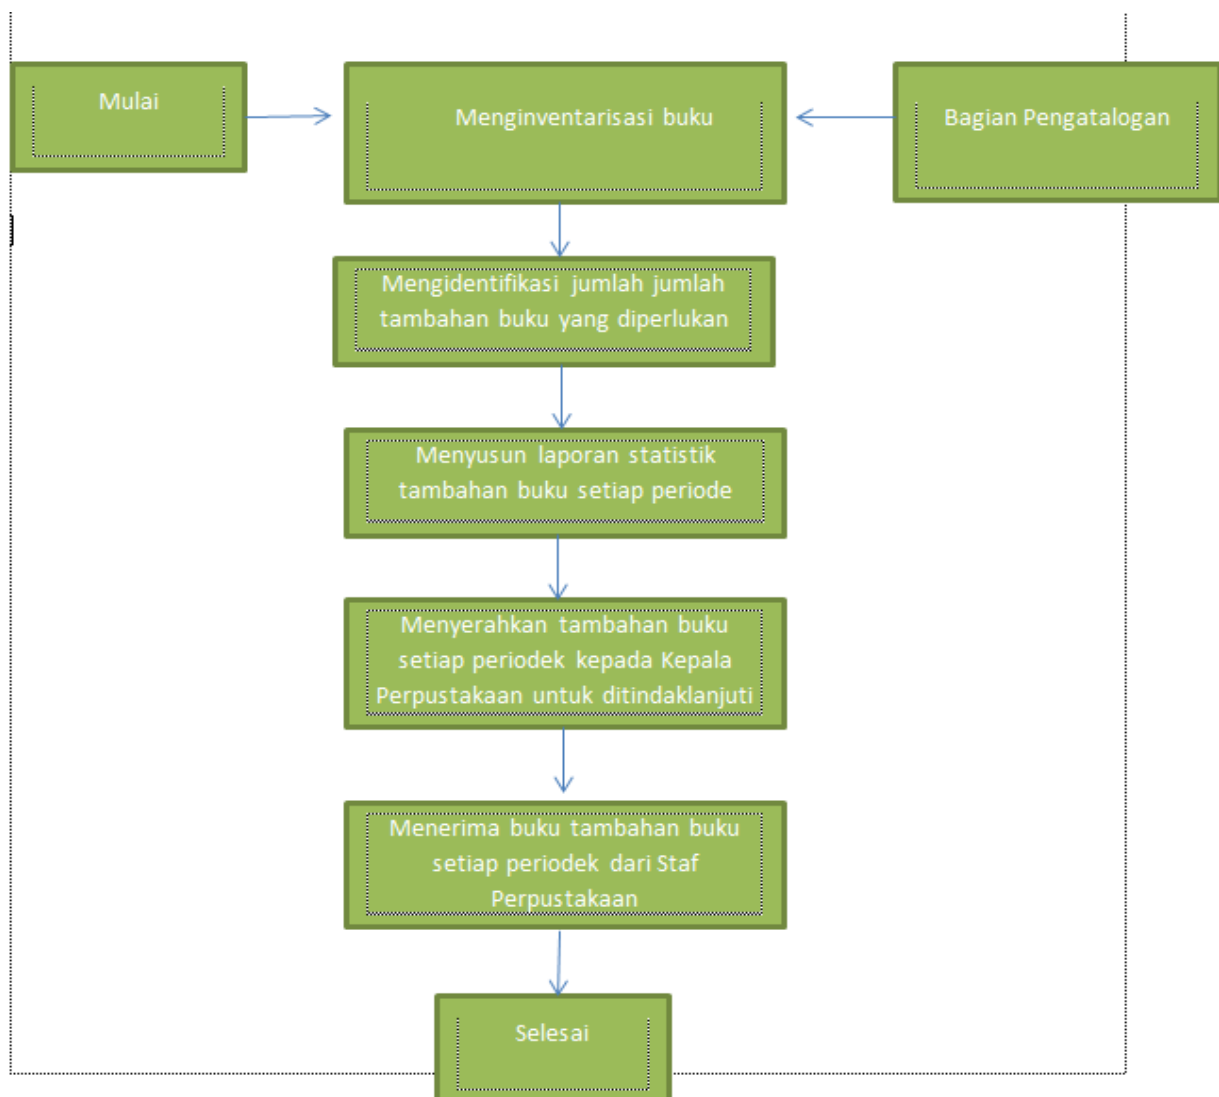 Mulai
Menginventarisasi buku
Bagian Pengatalogan
Mengidentifikasi jumlah jumlah
tambahan buku yang diperlukan
Menyusun laporan statistik
tambahan buku setiap periode
Menyerahkan tambahan buku
setiap periodek kepada Kepala
Perpustakaan untuk ditindaklanjuti
Menerima buku tambahan buku
setiap periodek dari Staf
Perpustakaan
Selesai